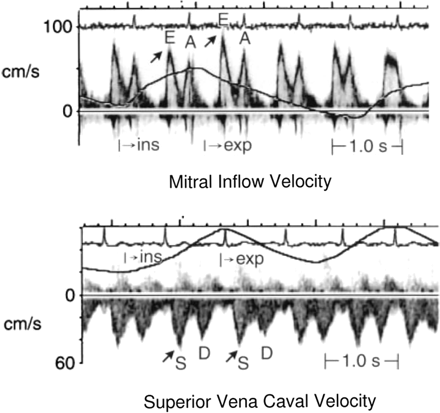 100
E A E A
cm/s
0
|→ins |→exp |–1.0 s–|
Mitral Inflow Velocity
|→ins |→exp
0
cm/s
S D S D |–1.0 s–|
60
Superior Vena Caval Velocity